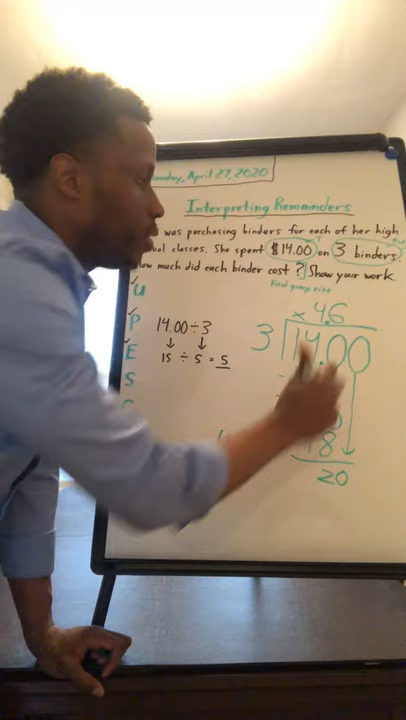 onday, April 27, 2020
Interpreting Remainders
was purchasing binders for each of her high
ool classes. She spent $14.00 on 3 binders.
ow much did each binder cost? Show your work.
Find group size
U
P
E
S
14.00÷3
↓ ↓
15 ÷ 5 = 5
x 4.6
3 14.00
18
20